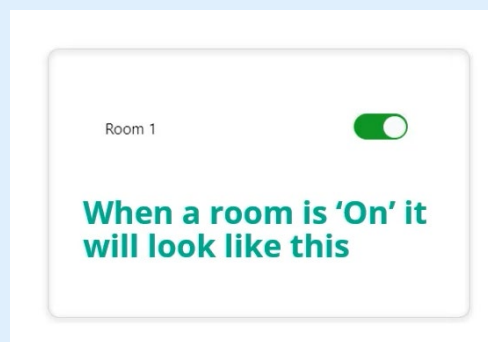 Room 1
When a room is ‘On’ it
will look like this